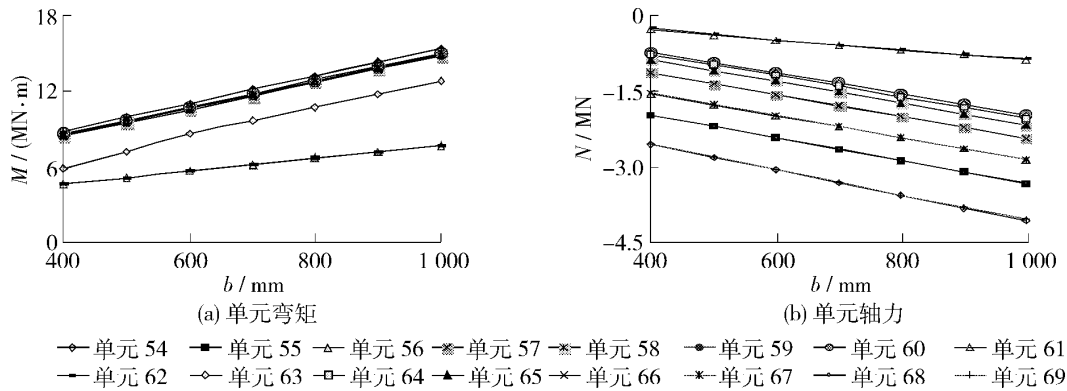 18
12
6
0
M / (MN·m)
400 600 800 1 000
b / mm
(a) 单元弯矩
0
-1.5
-3.0
-4.5
N / MN
400 600 800 1 000
b / mm
(b) 单元轴力
单元 54 单元 55 单元 56 单元 57 单元 58 单元 59 单元 60 单元 61
单元 62 单元 63 单元 64 单元 65 单元 66 单元 67 单元 68 单元 69